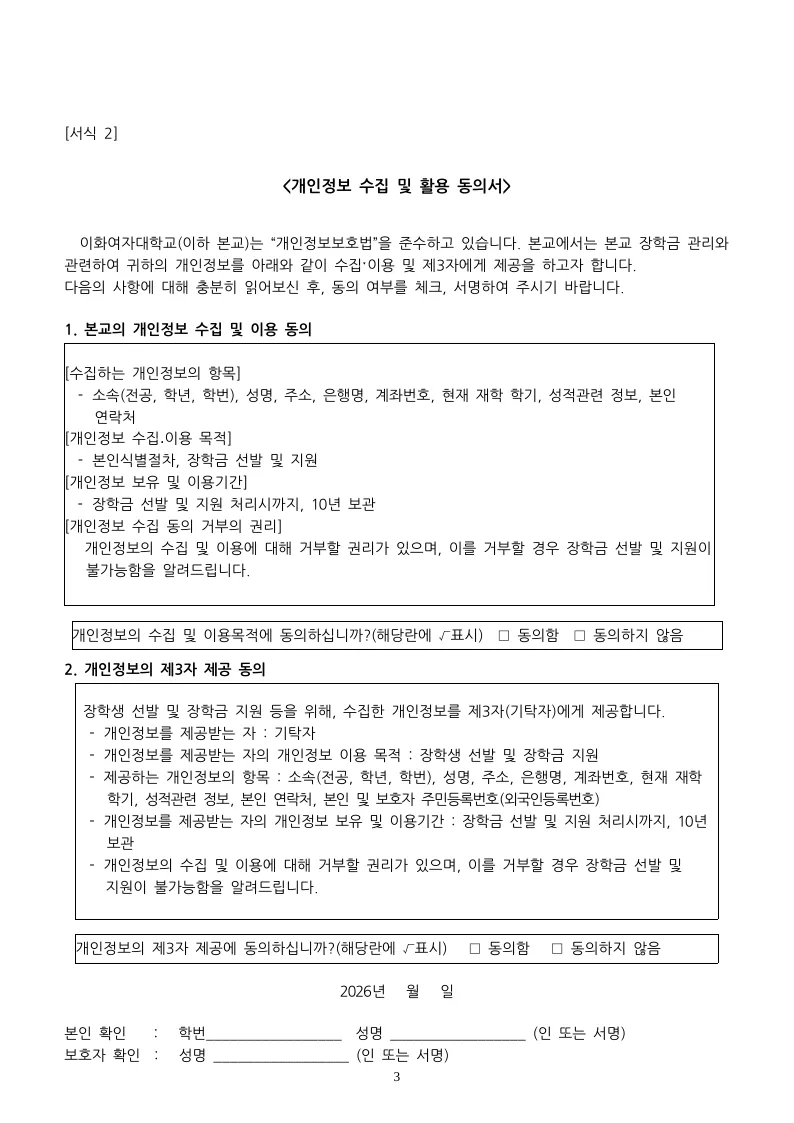 [서식 2]
<개인정보 수집 및 활용 동의서>
이화여자대학교(이하 본교)는 “개인정보보호법”을 준수하고 있습니다. 본교에서는 본교 장학금 관리와
관련하여 귀하의 개인정보를 아래와 같이 수집·이용 및 제3자에게 제공을 하고자 합니다.
다음의 사항에 대해 충분히 읽어보신 후, 동의 여부를 체크, 서명하여 주시기 바랍니다.
1. 본교의 개인정보 수집 및 이용 동의
[수집하는 개인정보의 항목]
- 소속(전공, 학년, 학번), 성명, 주소, 은행명, 계좌번호, 현재 재학 학기, 성적관련 정보, 본인
연락처
[개인정보 수집.이용 목적]
- 본인식별절차, 장학금 선발 및 지원
[개인정보 보유 및 이용기간]
- 장학금 선발 및 지원 처리시까지, 10년 보관
[개인정보 수집 동의 거부의 권리]
개인정보의 수집 및 이용에 대해 거부할 권리가 있으며, 이를 거부할 경우 장학금 선발 및 지원이
불가능함을 알려드립니다.
개인정보의 수집 및 이용목적에 동의하십니까?(해당란에 √표시) □ 동의함 □ 동의하지 않음
2. 개인정보의 제3자 제공 동의
장학생 선발 및 장학금 지원 등을 위해, 수집한 개인정보를 제3자(기탁자)에게 제공합니다.
- 개인정보를 제공받는 자 : 기탁자
- 개인정보를 제공받는 자의 개인정보 이용 목적 : 장학생 선발 및 장학금 지원
- 제공하는 개인정보의 항목 : 소속(전공, 학년, 학번), 성명, 주소, 은행명, 계좌번호, 현재 재학
학기, 성적관련 정보, 본인 연락처, 본인 및 보호자 주민등록번호(외국인등록번호)
- 개인정보를 제공받는 자의 개인정보 보유 및 이용기간 : 장학금 선발 및 지원 처리시까지, 10년
보관
- 개인정보의 수집 및 이용에 대해 거부할 권리가 있으며, 이를 거부할 경우 장학금 선발 및
지원이 불가능함을 알려드립니다.
개인정보의 제3자 제공에 동의하십니까?(해당란에 √표시) □ 동의함 □ 동의하지 않음
2026년 월 일
본인 확인 : 학번__________________ 성명 __________________ (인 또는 서명)
보호자 확인 : 성명 __________________ (인 또는 서명)
3